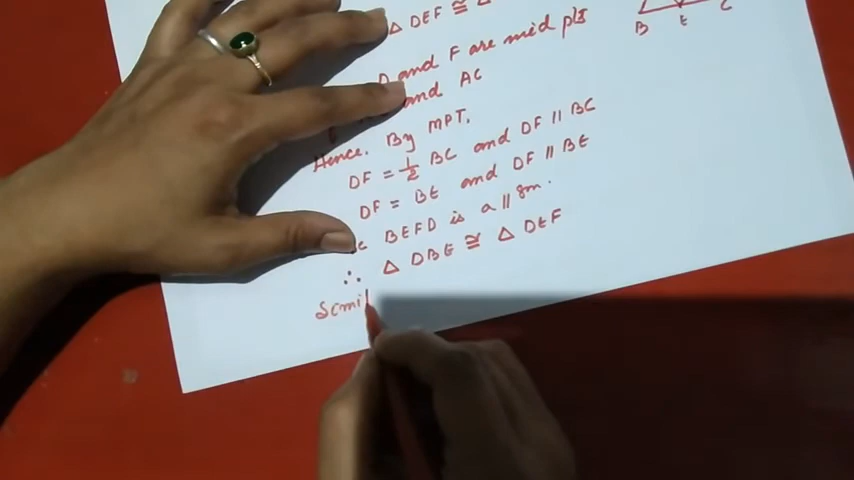 △ DEF ≅ △
B E C
D and F are mid pts
and AC
Hence. By MPT,
DF = 1/2 BC and DF || BC
DF = BE and DF || BE
BEFD is a ||gm.
∴ △ DBE ≅ △ DEF
Simil